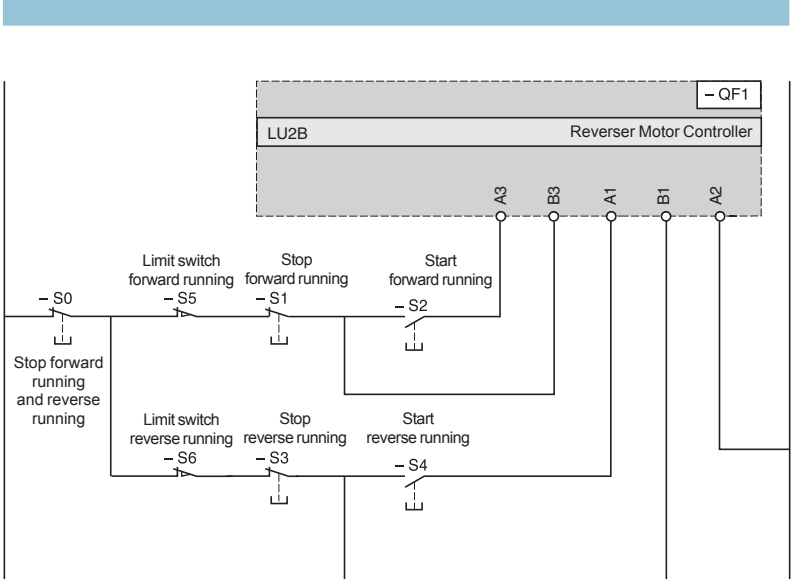 – QF1
LU2B
Reverser Motor Controller
A3
B3
A1
B1
A2
Limit switch
forward running
Stop
forward running
Start
forward running
– S0
– S5
– S1
– S2
Stop forward
running
and reverse
running
Limit switch
reverse running
Stop
reverse running
Start
reverse running
– S6
– S3
– S4